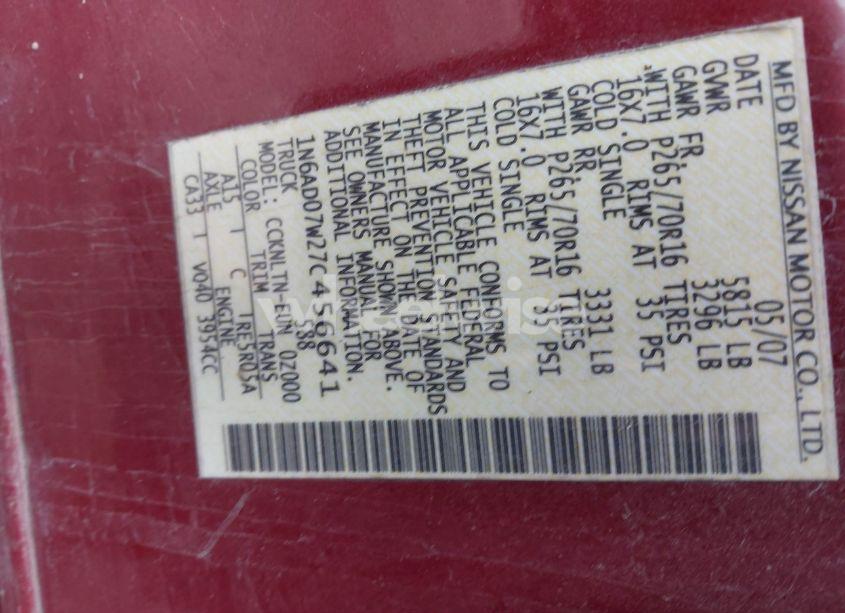 MFD BY NISSAN MOTOR CO., LTD.
DATE 05/07
GVWR 5815 LB
GAWR FR. 3296 LB
WITH P265/70R16 TIRES
16X7.0 RIMS AT 35 PSI
COLD SINGLE
GAWR RR. 3331 LB
WITH P265/70R16 TIRES
16X7.0 RIMS AT 35 PSI
COLD SINGLE
THIS VEHICLE CONFORMS TO
ALL APPLICABLE FEDERAL
MOTOR VEHICLE SAFETY AND
THEFT PREVENTION STANDARDS
IN EFFECT ON THE DATE OF
MANUFACTURE SHOWN ABOVE.
SEE OWNERS MANUAL FOR
ADDITIONAL INFORMATION.
1N6AD07W27C456641
TRUCK 588
MODEL: CCKNLTN-EUN 0Z000
COLOR TRIM TRANS
A15 | C TRE5R05A
AXLE ENGINE
CA33 | VQ40 3954CC